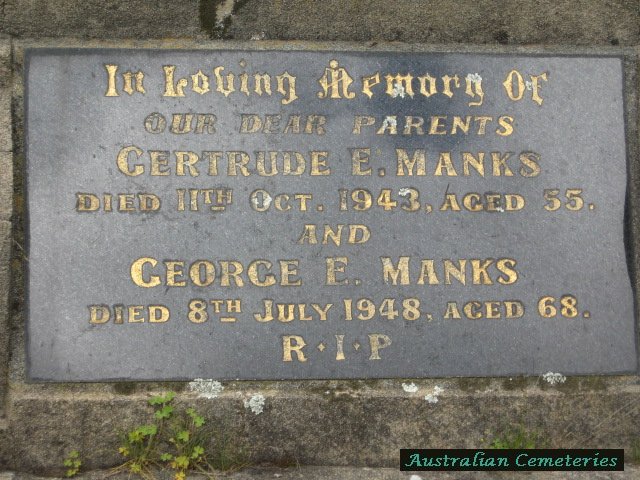 In Loving Memory Of
OUR DEAR PARENTS
GERTRUDE E. MANKS
DIED 11TH OCT. 1943, AGED 55.
AND
GEORGE E. MANKS
DIED 8TH JULY 1948, AGED 68.
R·I·P
Australian Cemeteries